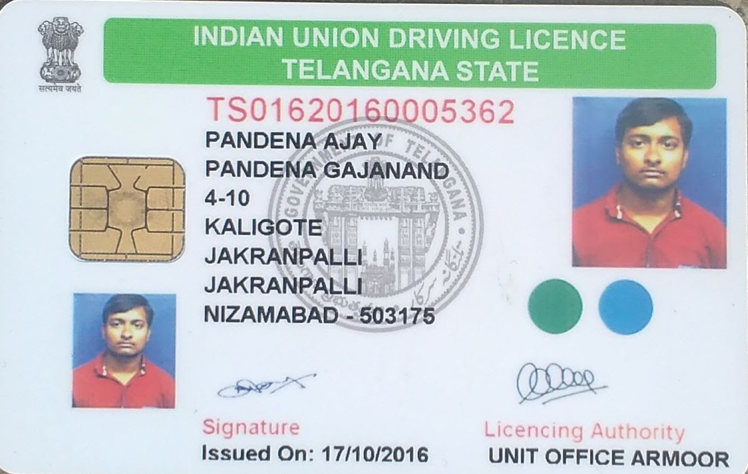 INDIAN UNION DRIVING LICENCE
TELANGANA STATE
सत्यमेव जयते
TS01620160005362
PANDENA AJAY
PANDENA GAJANAND
4-10
KALIGOTE
JAKRANPALLI
JAKRANPALLI
NIZAMABAD - 503175
GOVERNMENT OF TELANGANA
Signature
Licencing Authority
Issued On: 17/10/2016
UNIT OFFICE ARMOOR